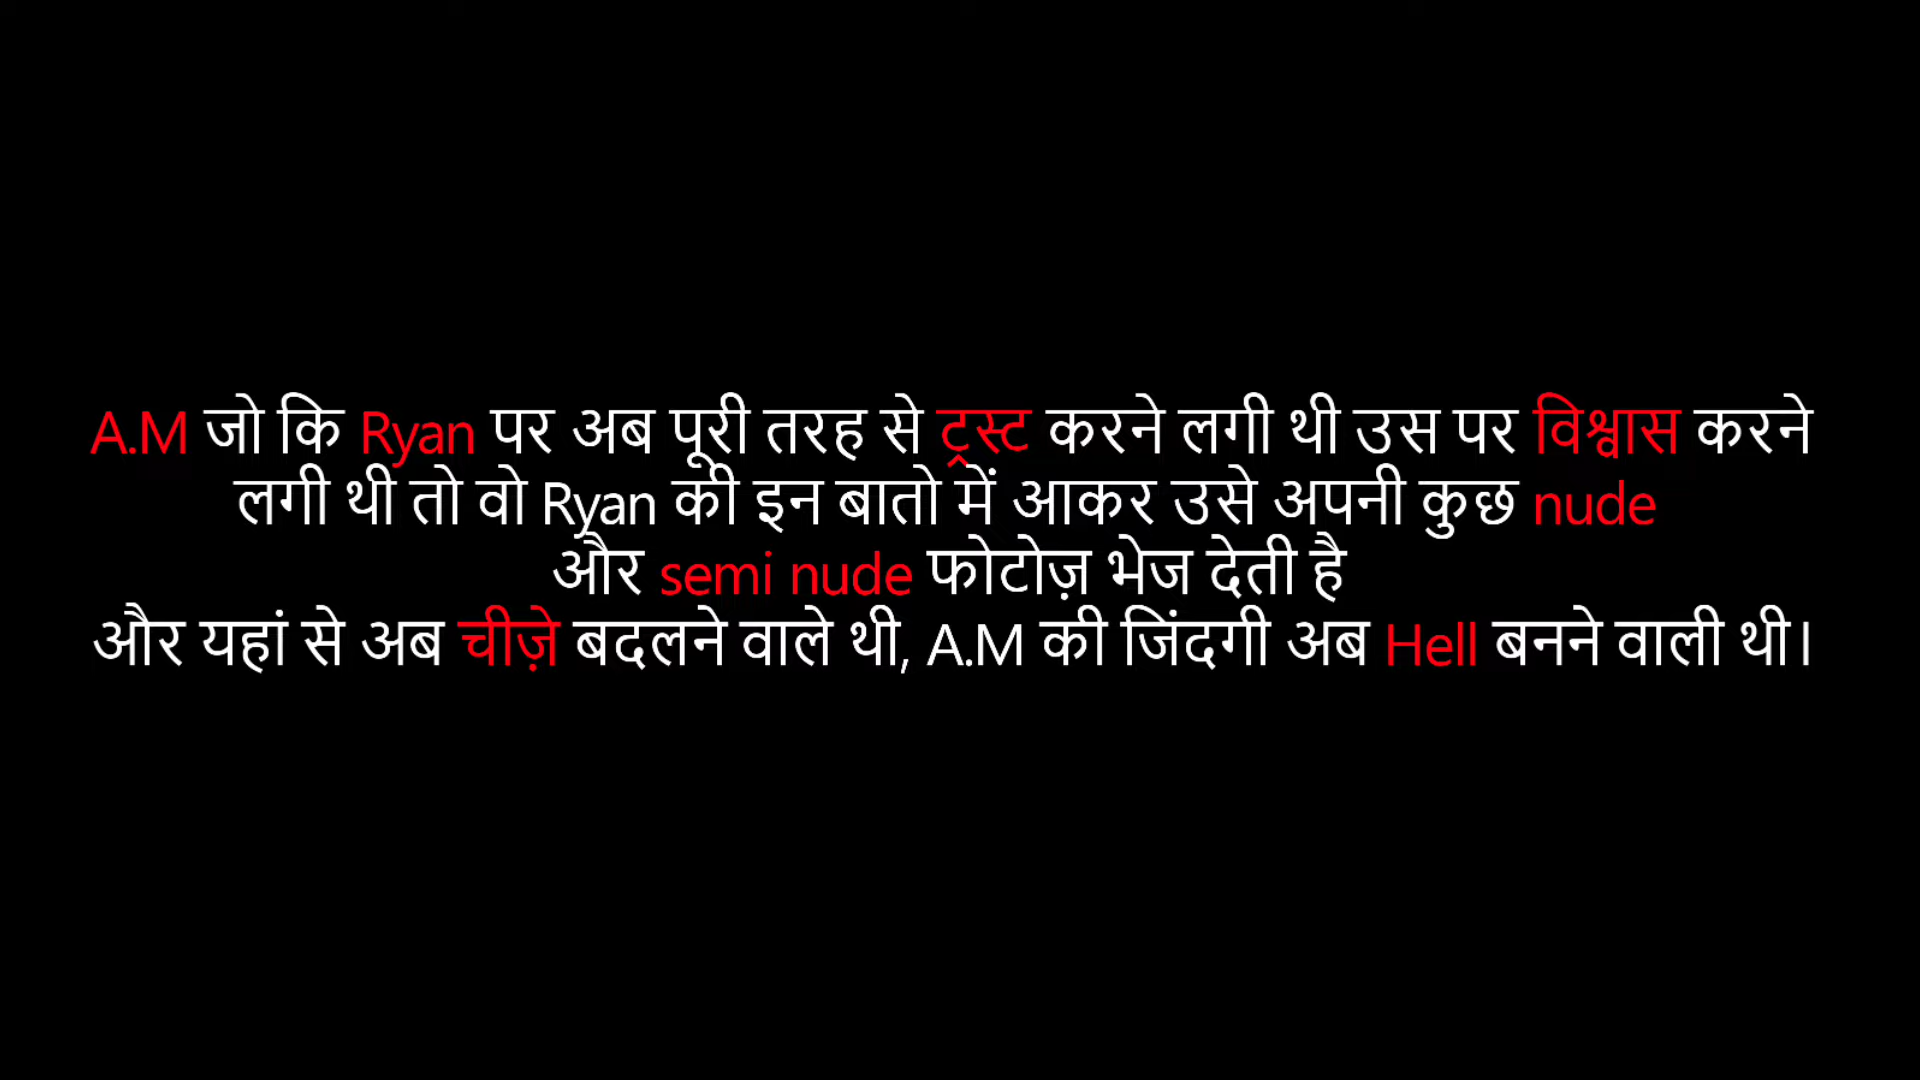 A.M जो कि Ryan पर अब पूरी तरह से ट्रस्ट करने लगी थी उस पर विश्वास करने
लगी थी तो वो Ryan की इन बातो में आकर उसे अपनी कुछ nude
और semi nude फोटोज़ भेज देती है
और यहां से अब चीज़े बदलने वाले थी, A.M की जिंदगी अब Hell बनने वाली थी।